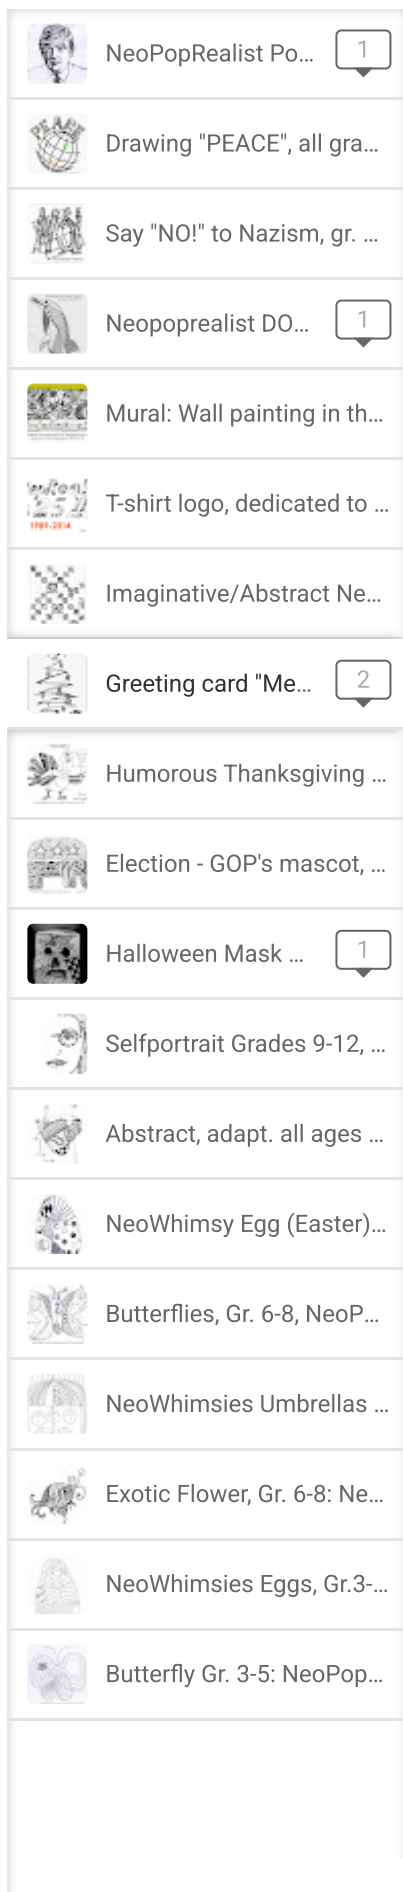 NeoPopRealist Po...
1
Drawing "PEACE", all gra...
Say "NO!" to Nazism, gr. ...
Neopoprealist DO...
1
Mural: Wall painting in th...
T-shirt logo, dedicated to ...
1989-2014
Imaginative/Abstract Ne...
Greeting card "Me...
2
Humorous Thanksgiving ...
Election - GOP's mascot, ...
Halloween Mask ...
1
Selfportrait Grades 9-12, ...
Abstract, adapt. all ages ...
NeoWhimsy Egg (Easter)...
Butterflies, Gr. 6-8, NeoP...
NeoWhimsies Umbrellas ...
Exotic Flower, Gr. 6-8: Ne...
NeoWhimsies Eggs, Gr.3-...
Butterfly Gr. 3-5: NeoPop...